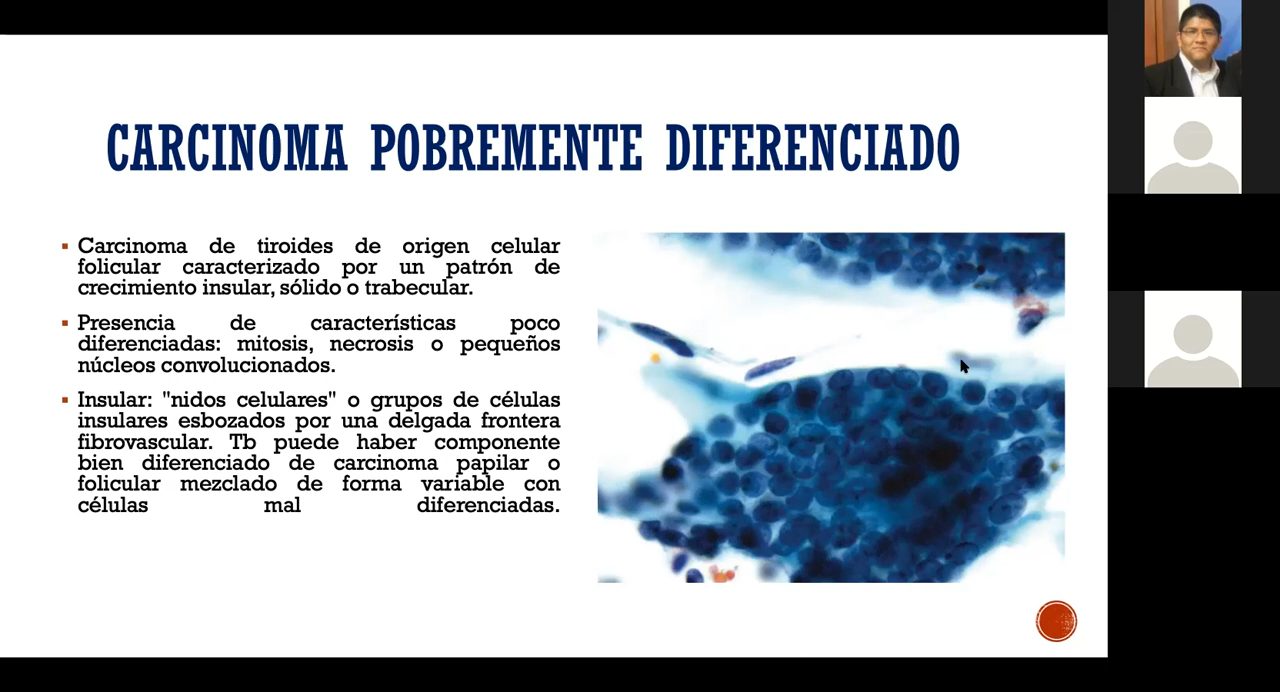 CARCINOMA POBREMENTE DIFERENCIADO
▪ Carcinoma de tiroides de origen celular
folicular caracterizado por un patrón de
crecimiento insular, sólido o trabecular.
▪ Presencia de características poco
diferenciadas: mitosis, necrosis o pequeños
núcleos convolucionados.
▪ Insular: "nidos celulares" o grupos de células
insulares esbozados por una delgada frontera
fibrovascular. Tb puede haber componente
bien diferenciado de carcinoma papilar o
folicular mezclado de forma variable con
células mal diferenciadas.